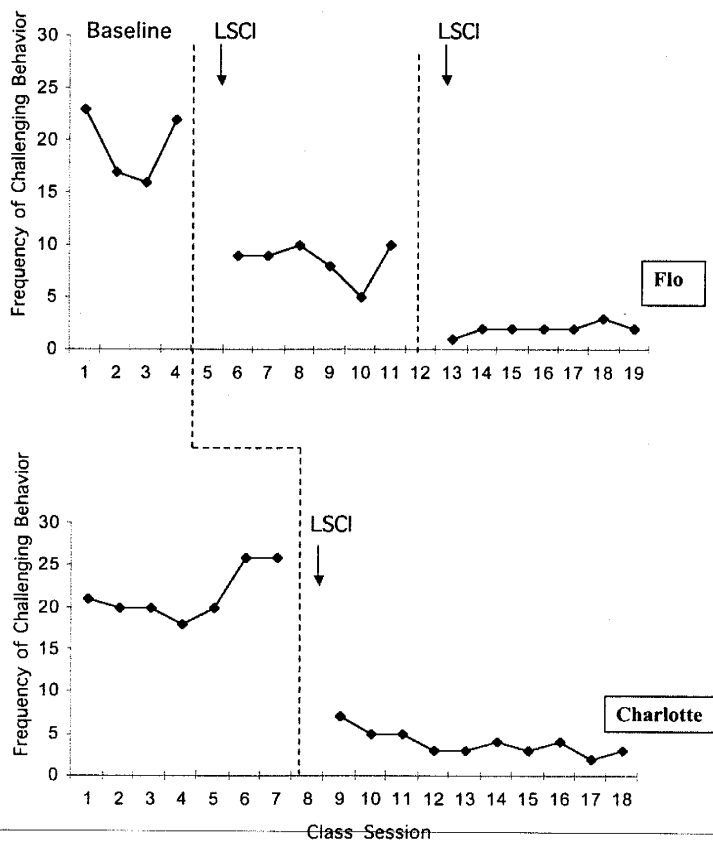 Baseline LSCI LSCI
Frequency of Challenging Behavior
30
25
20
15
10
5
0
1 2 3 4 5 6 7 8 9 10 11 12 13 14 15 16 17 18 19
Flo
LSCI
Frequency of Challenging Behavior
30
25
20
15
10
5
0
1 2 3 4 5 6 7 8 9 10 11 12 13 14 15 16 17 18
Charlotte
Class Session